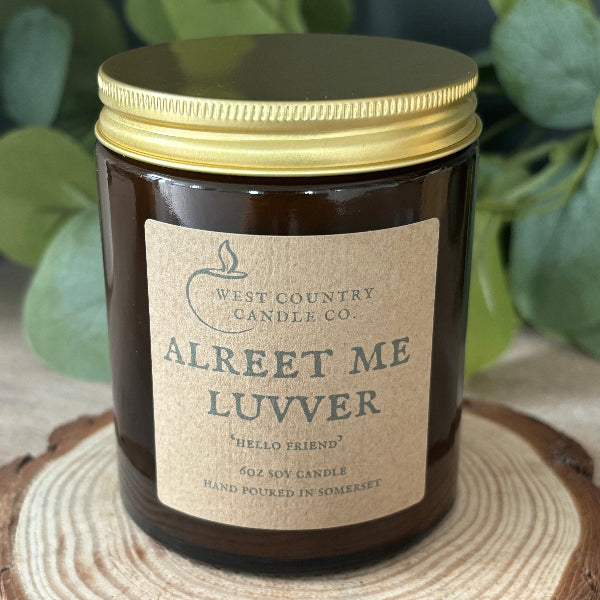 WEST COUNTRY
CANDLE CO.
ALREET ME
LUVVER
'HELLO FRIEND'
6OZ SOY CANDLE
HAND POURED IN SOMERSET